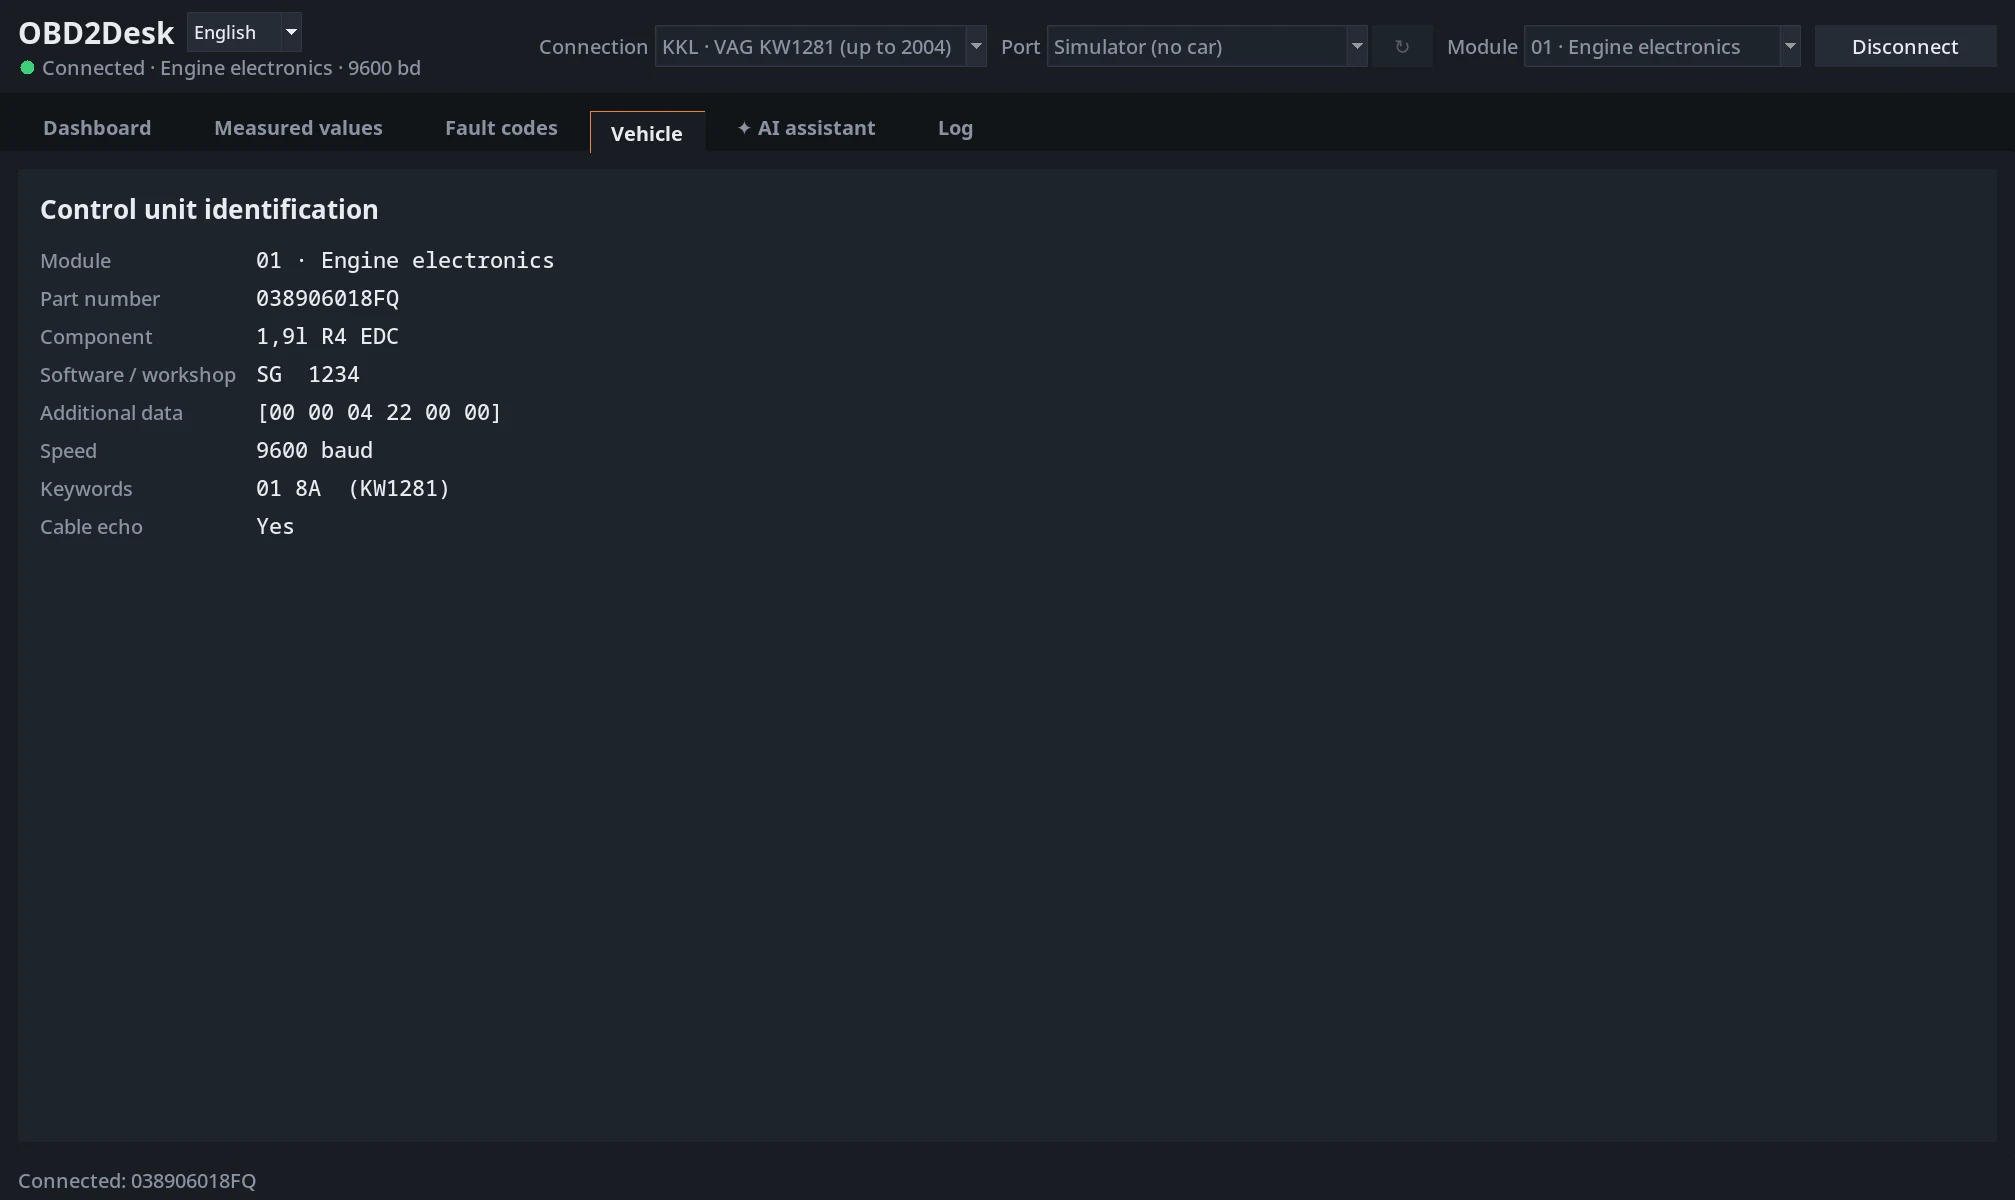 OBD2Desk English
Connected · Engine electronics · 9600 bd
Connection KKL · VAG KW1281 (up to 2004) Port Simulator (no car) ↻ Module 01 · Engine electronics Disconnect
Dashboard Measured values Fault codes Vehicle ✦ AI assistant Log
Control unit identification
Module 01 · Engine electronics
Part number 038906018FQ
Component 1,9l R4 EDC
Software / workshop SG  1234
Additional data [00 00 04 22 00 00]
Speed 9600 baud
Keywords 01 8A  (KW1281)
Cable echo Yes
Connected: 038906018FQ